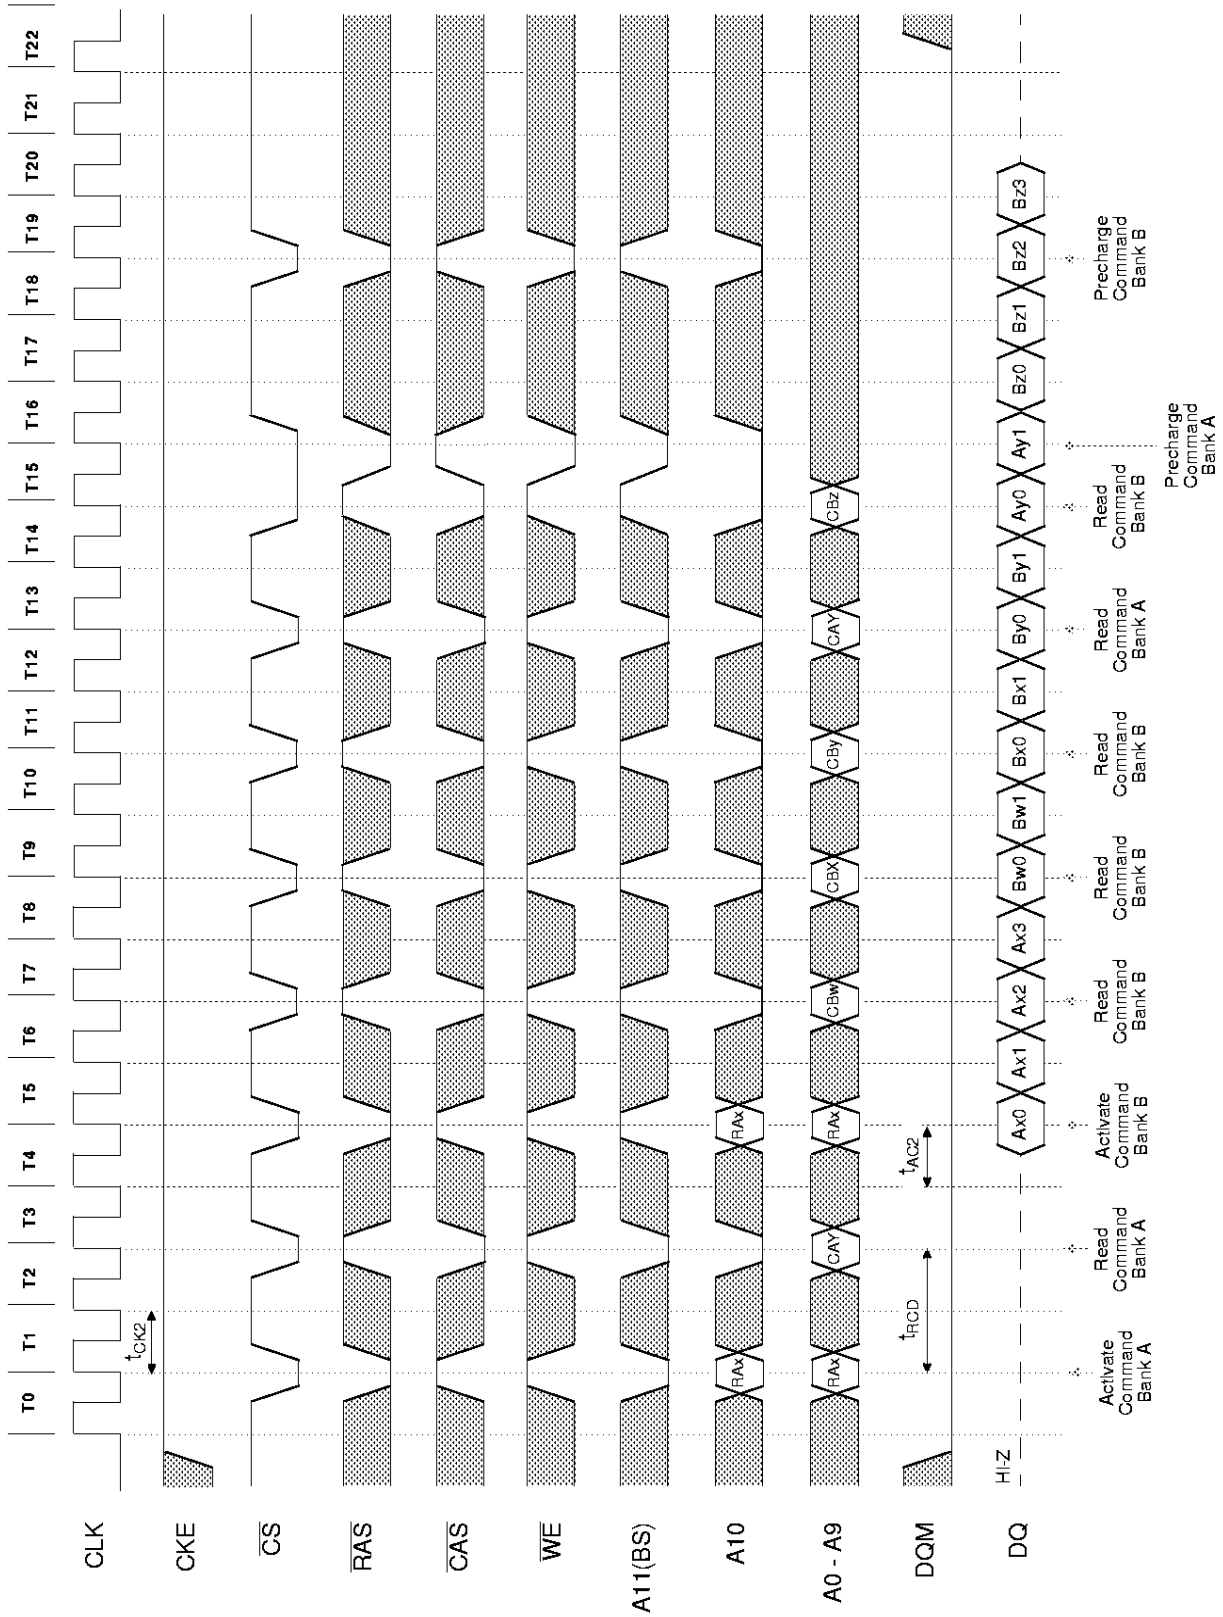 T0 T1 T2 T3 T4 T5 T6 T7 T8 T9 T10 T11 T12 T13 T14 T15 T16 T17 T18 T19 T20 T21 T22
CLK
tCK2
CKE
CS
RAS
CAS
WE
A11(BS)
A10
RAx RAx
A0 - A9
RAx CAY RAx CBw CBX CBy CAY CBz
DQM
tRCD tAC2
DQ
HI-Z
Ax0 Ax1 Ax2 Ax3 Bw0 Bw1 Bx0 Bx1 By0 By1 Ay0 Ay1 Bz0 Bz1 Bz2 Bz3
Activate
Command
Bank A
Read
Command
Bank A
Activate
Command
Bank B
Read
Command
Bank B
Read
Command
Bank B
Read
Command
Bank B
Read
Command
Bank A
Read
Command
Bank B
Precharge
Command
Bank A
Precharge
Command
Bank B